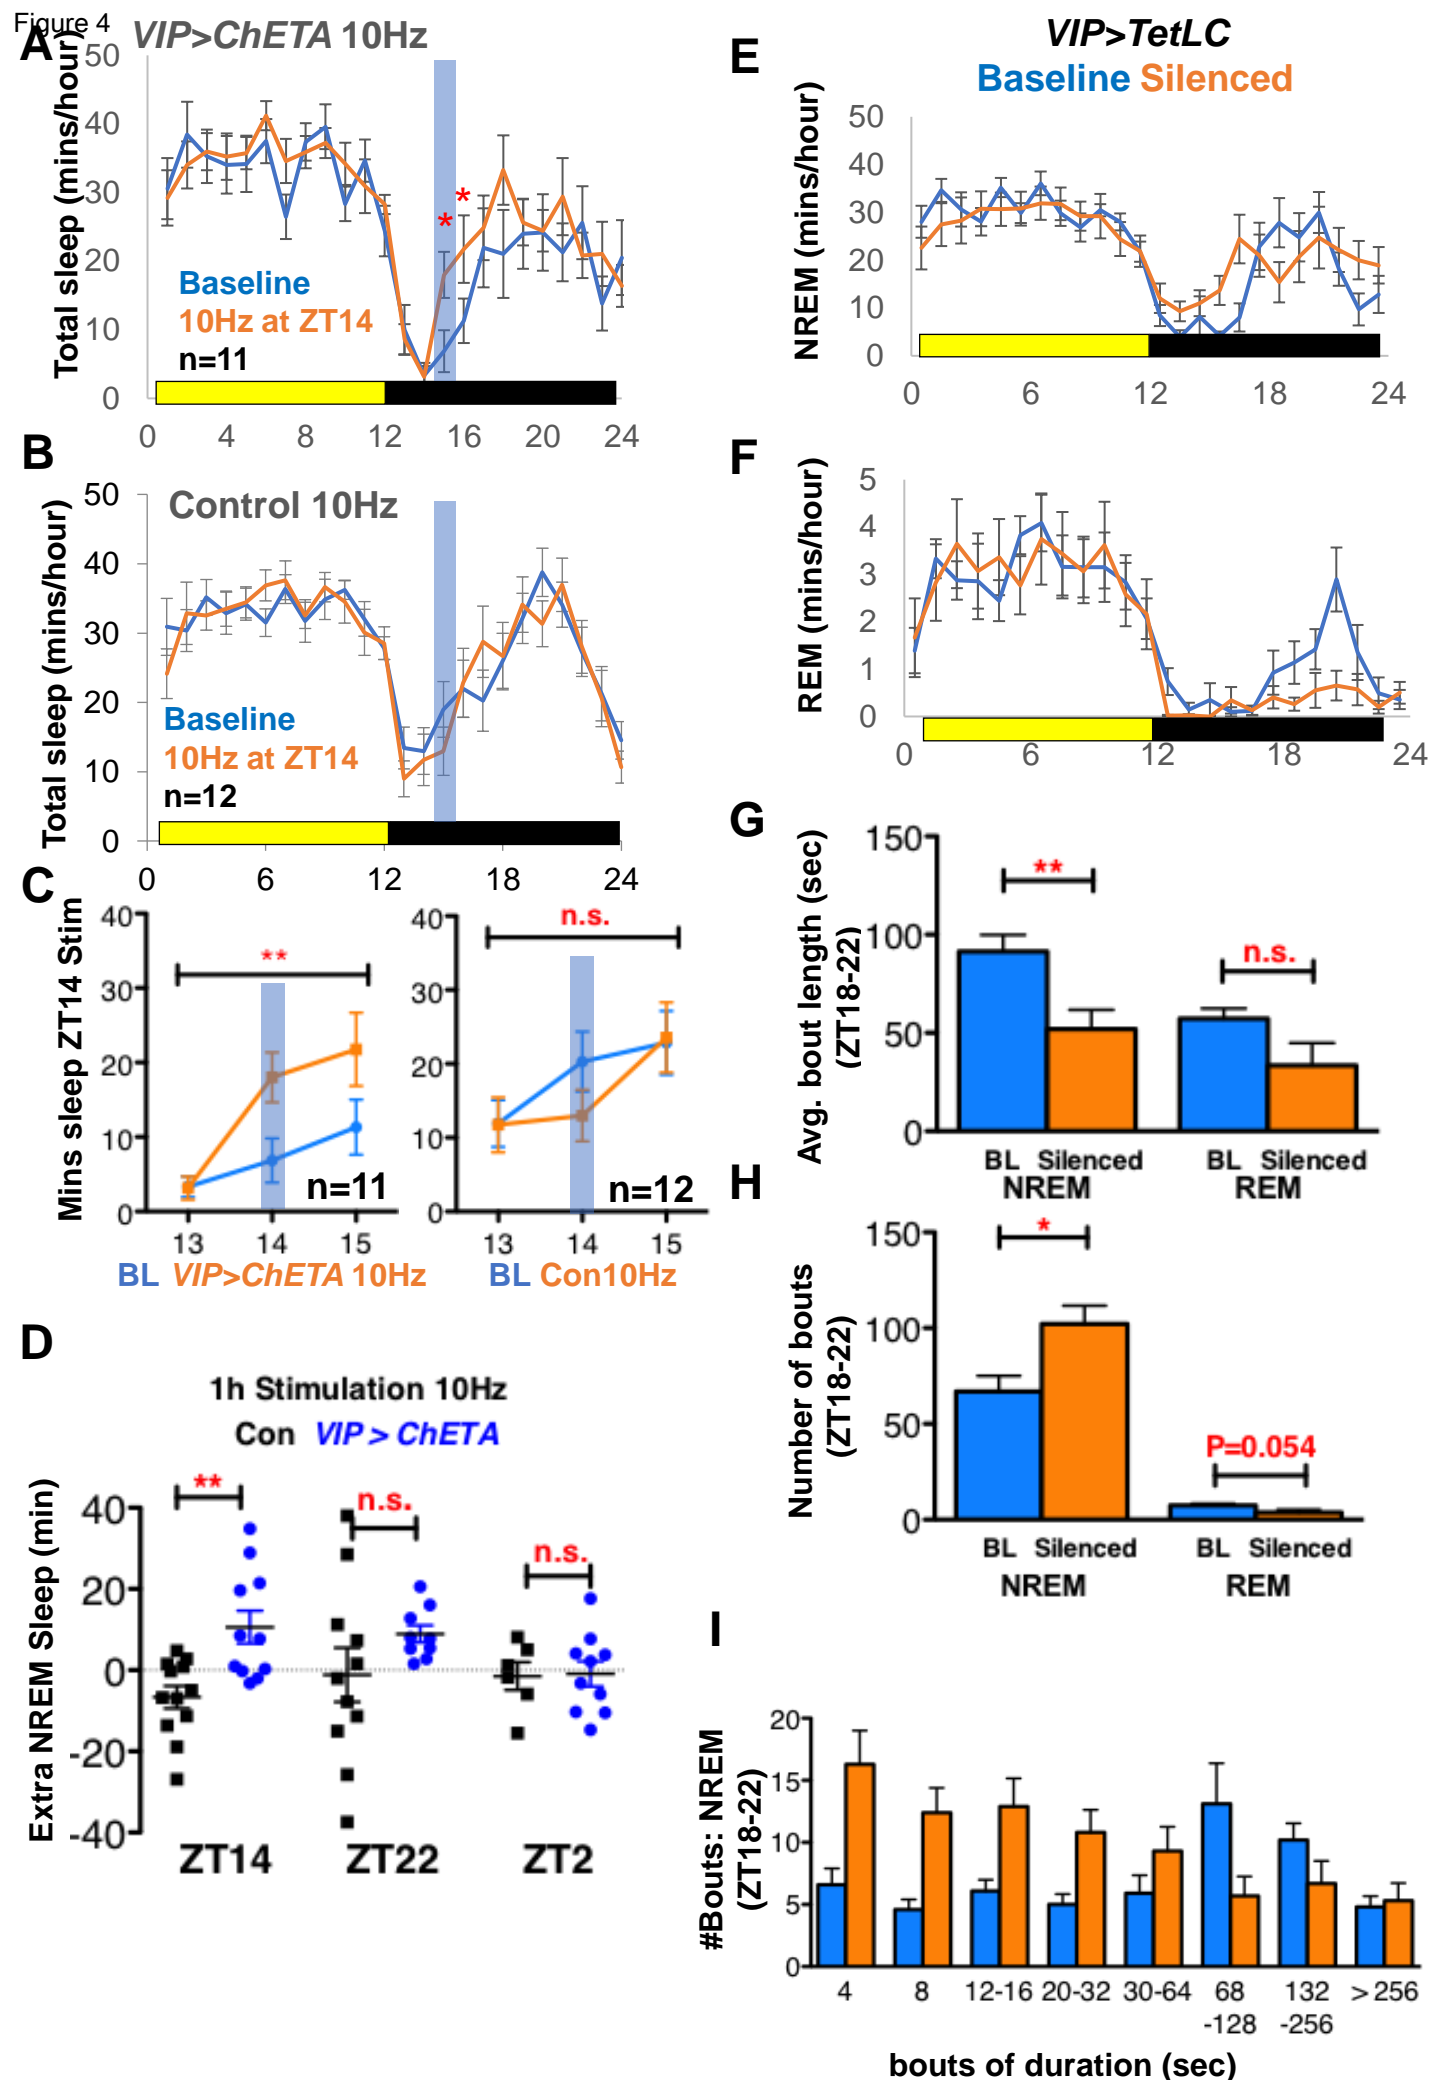 Figure 4
A
VIP>ChETA 10Hz
Total sleep (mins/hour)
50
40
30
20
10
0
*
*
Baseline
10Hz at ZT14
n=11
0 4 8 12 16 20 24
B
Control 10Hz
Total sleep (mins/hour)
50
40
30
20
10
0
Baseline
10Hz at ZT14
n=12
0 6 12 18 24
C
Mins sleep ZT14 Stim
40
30
20
10
0
**
n=11
13 14 15
BL VIP>ChETA 10Hz
40
30
20
10
0
n.s.
n=12
13 14 15
BL Con10Hz
D
1h Stimulation 10Hz
Con VIP > ChETA
Extra NREM Sleep (min)
40
20
0
-20
-40
**
n.s.
n.s.
ZT14 ZT22 ZT2
E
VIP>TetLC
Baseline Silenced
NREM (mins/hour)
50
40
30
20
10
0
0 6 12 18 24
F
REM (mins/hour)
5
4
3
2
1
0
0 6 12 18 24
G
Avg. bout length (sec)
(ZT18-22)
150
100
50
0
**
n.s.
BL Silenced BL Silenced
NREM REM
H
Number of bouts
(ZT18-22)
150
100
50
0
*
P=0.054
BL Silenced BL Silenced
NREM REM
I
#Bouts: NREM
(ZT18-22)
20
15
10
5
0
4 8 12-16 20-32 30-64 68 132 > 256
-128 -256
bouts of duration (sec)